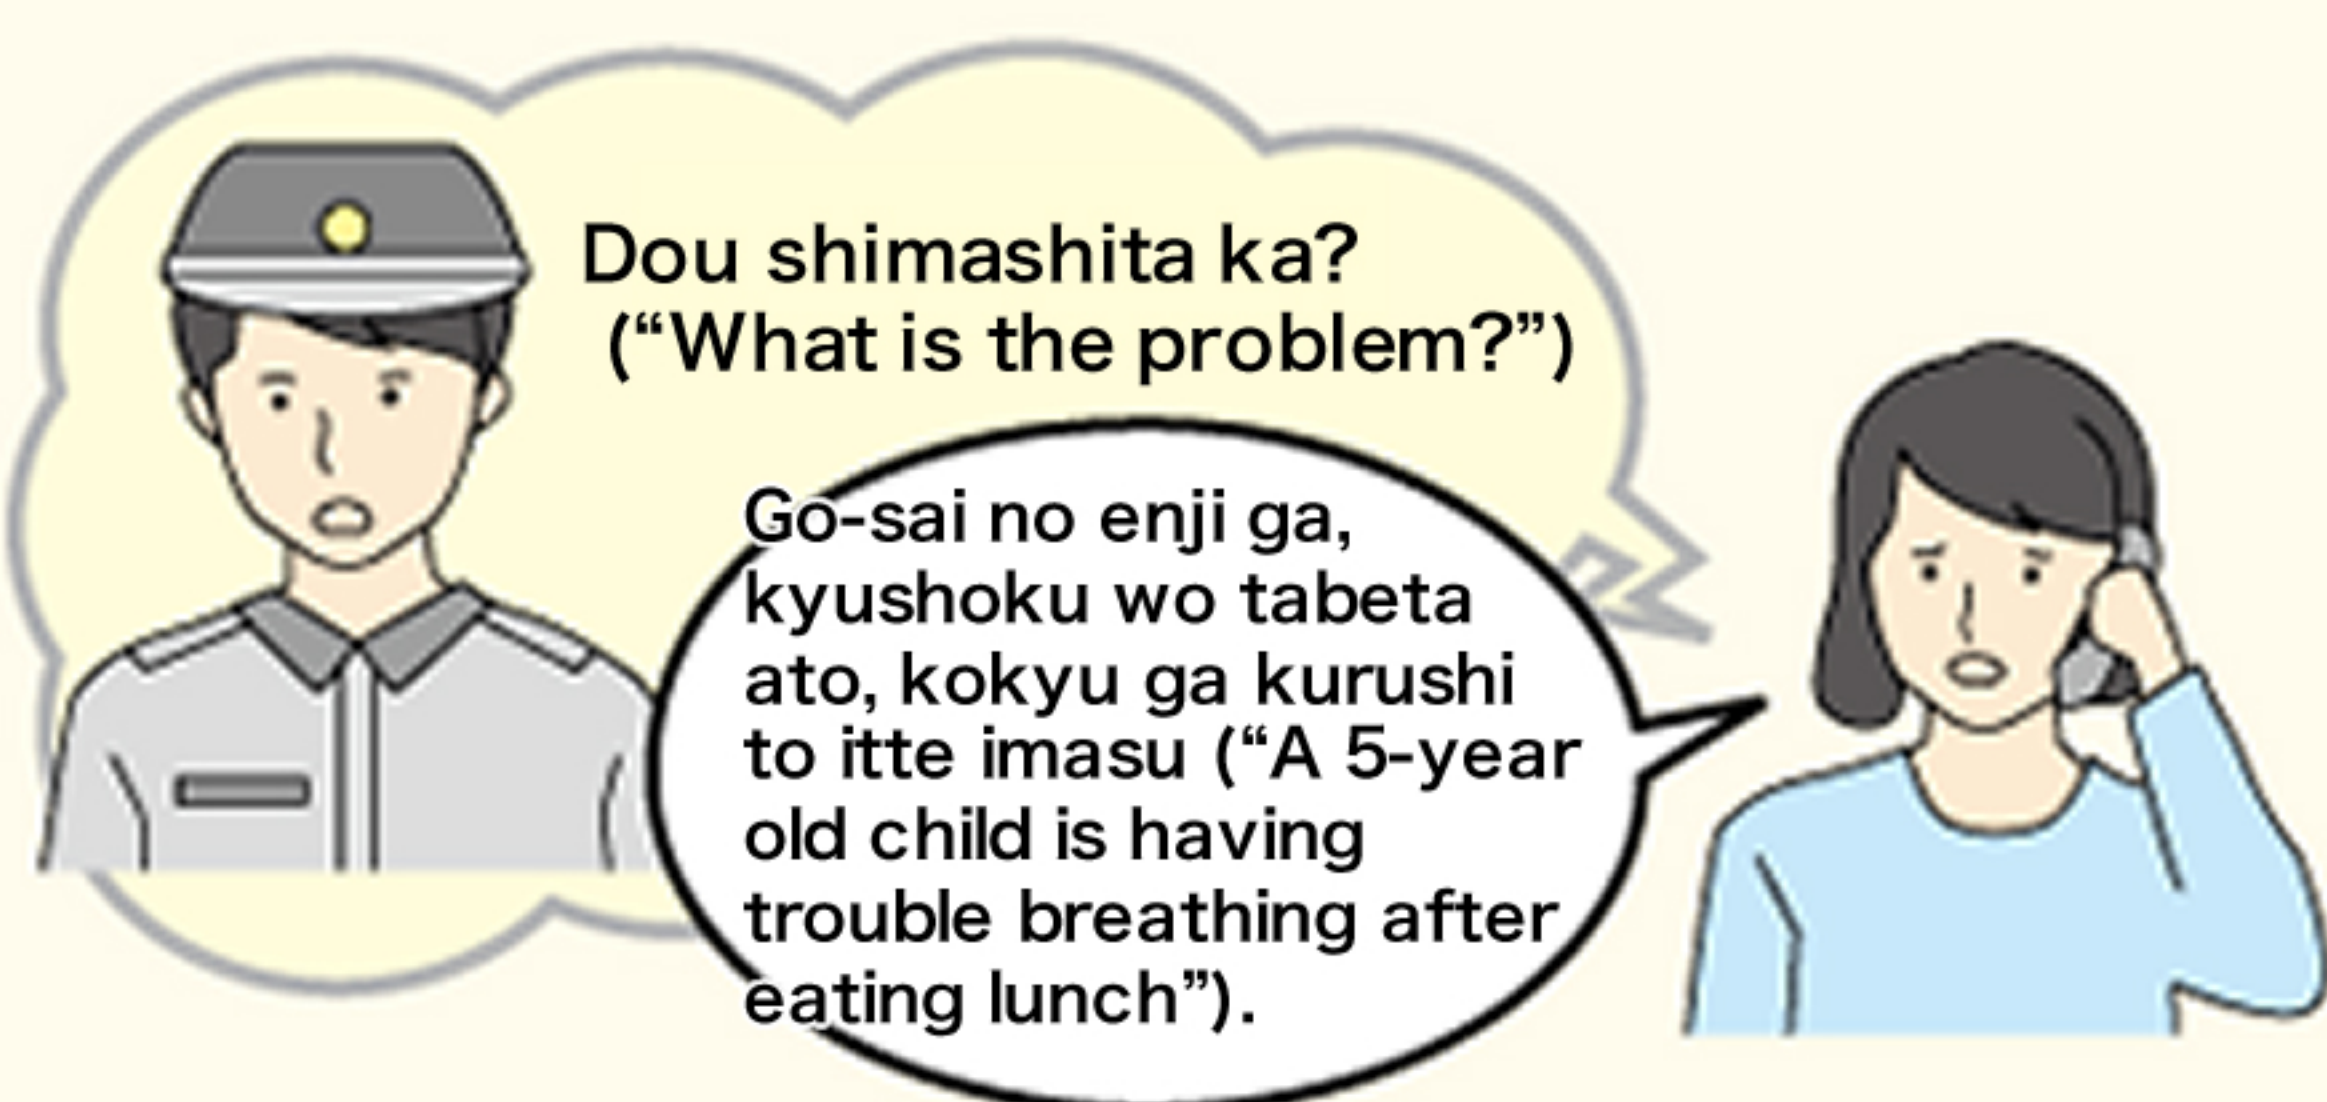 Dou shimashita ka?
(“What is the problem?”)
Go-sai no enji ga,
kyushoku wo tabeta
ato, kokyu ga kurushi
to itte imasu (“A 5-year
old child is having
trouble breathing after
eating lunch”).